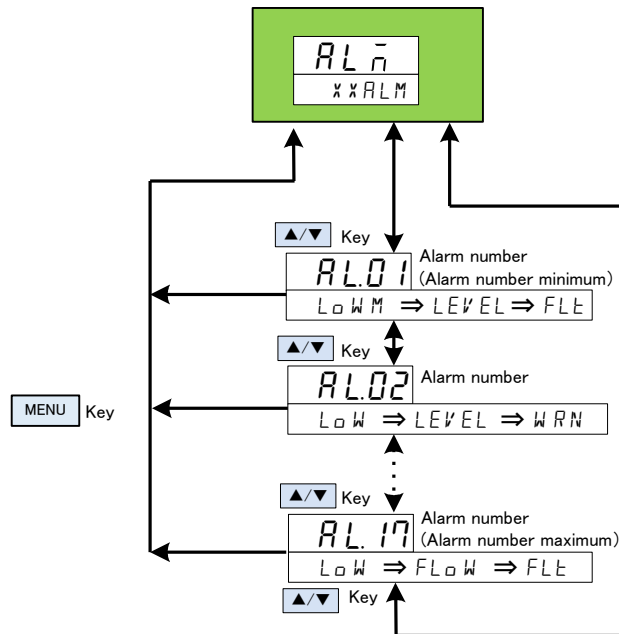 AL ñ
XXALM
▲/▼ Key
AL.01 Alarm number
(Alarm number minimum)
LoWM ⇒ LEVEL ⇒ FLt
▲/▼ Key
AL.02 Alarm number
LoW ⇒ LEVEL ⇒ WRN
MENU Key
▲/▼ Key
AL.17 Alarm number
(Alarm number maximum)
LoW ⇒ FLoW ⇒ FLt
▲/▼ Key